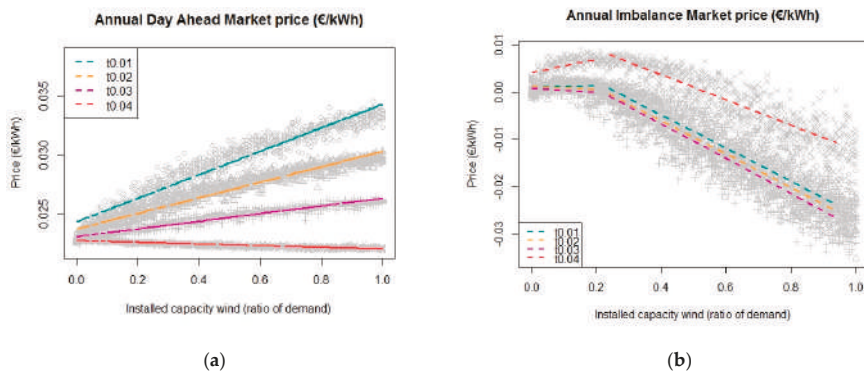 Annual Day Ahead Market price (€/kWh)
t0.01
t0.02
t0.03
t0.04
Price (€/kWh)
0.035
0.030
0.025
0.0 0.2 0.4 0.6 0.8 1.0
Installed capacity wind (ratio of demand)
(a)
Annual Imbalance Market price (€/kWh)
Price (€/kWh)
0.01
0.00
-0.01
-0.02
-0.03
t0.01
t0.02
t0.03
t0.04
0.0 0.2 0.4 0.6 0.8 1.0
Installed capacity wind (ratio of demand)
(b)